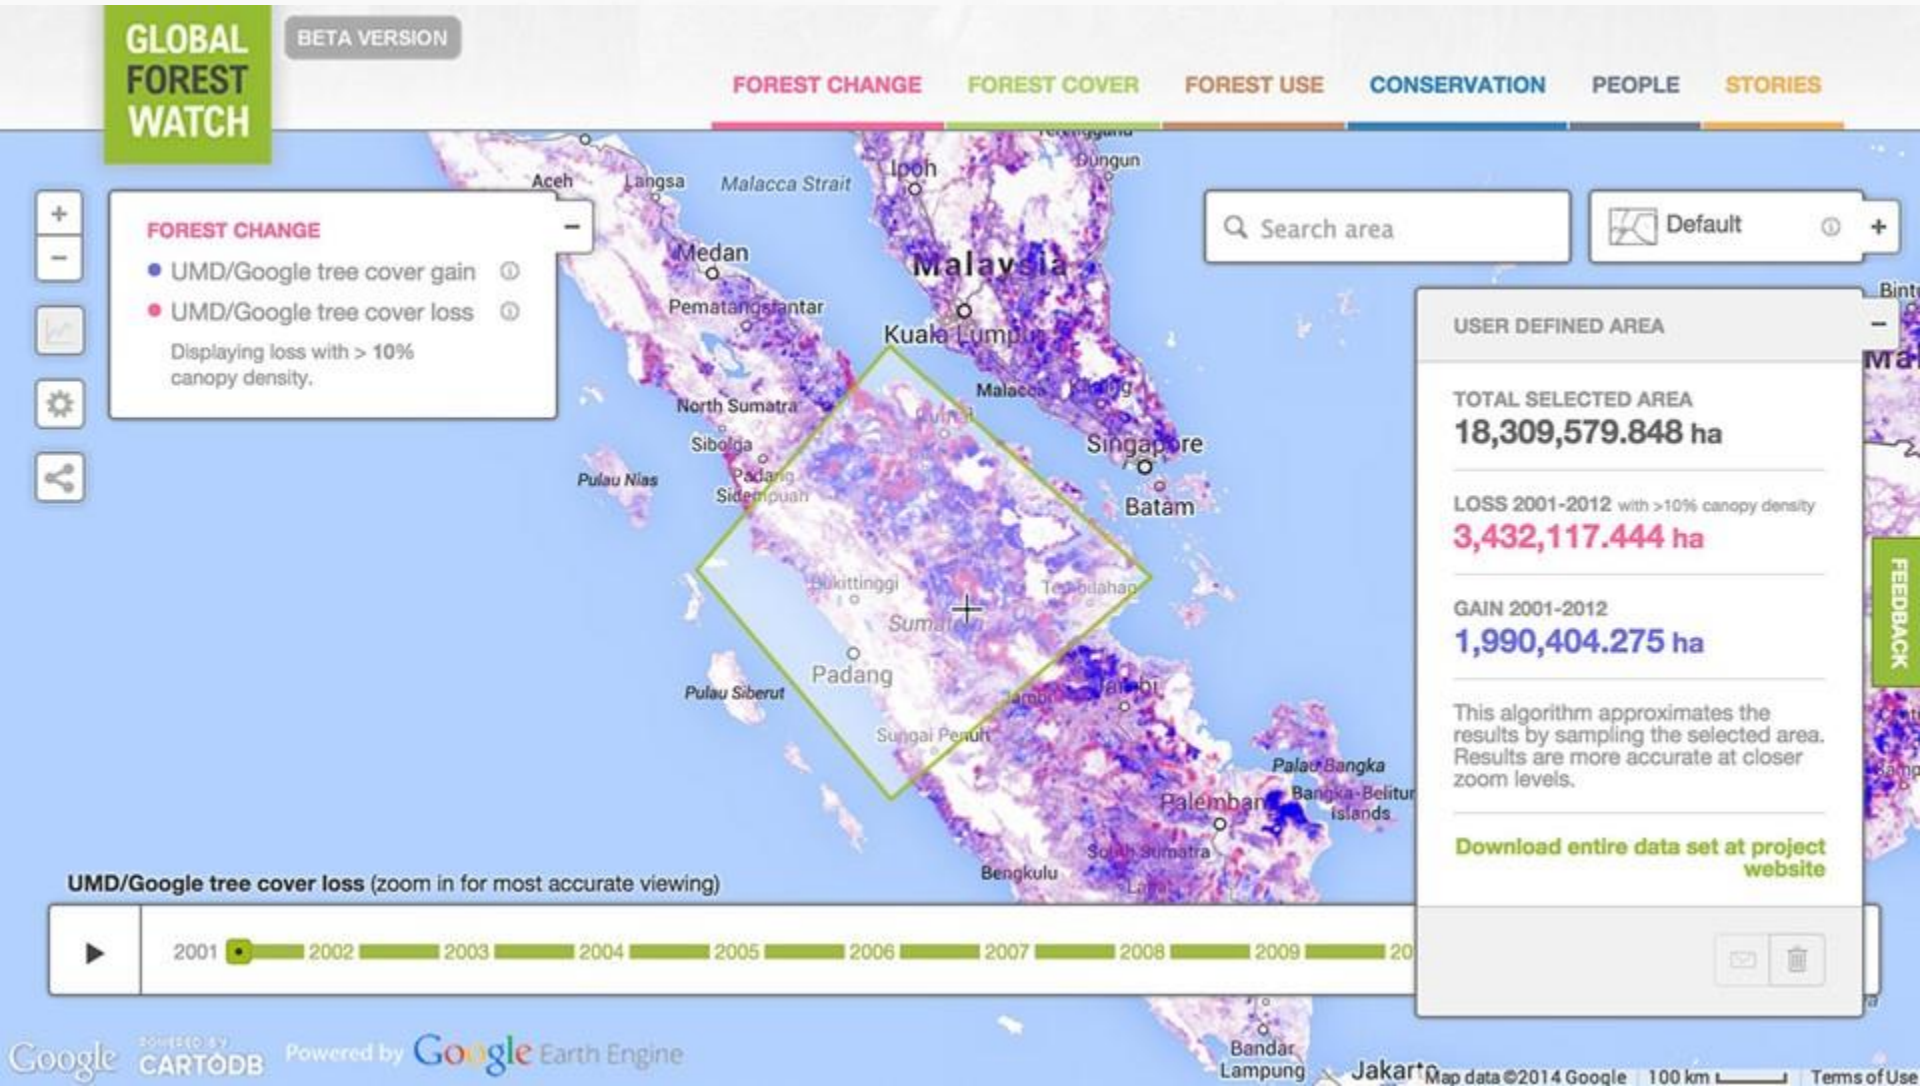 GLOBAL
FOREST
WATCH
BETA VERSION
FOREST CHANGE
FOREST COVER
FOREST USE
CONSERVATION
PEOPLE
STORIES
Dungun
Ipoh
Aceh
Langsa
Malacca Strait
FOREST CHANGE
UMD/Google tree cover gain
UMD/Google tree cover loss
Displaying loss with > 10%
canopy density.
Search area
Default
Medan
Malaysia
Pematangsiantar
Kuala Lumpur
Malacca
North Sumatra
Sibolga
Singapore
Padang
Sidempuan
Pulau Nias
Batam
Bukittinggi
Tembilahan
Sumatra
Padang
Pulau Siberut
Jambi
Jambi
Sungai Penuh
Palau Bangka
Bangka-Belitun
Islands
Palembang
South Sumatra
Bengkulu
Lahat
USER DEFINED AREA
TOTAL SELECTED AREA
18,309,579.848 ha
LOSS 2001-2012 with >10% canopy density
3,432,117.444 ha
GAIN 2001-2012
1,990,404.275 ha
This algorithm approximates the
results by sampling the selected area.
Results are more accurate at closer
zoom levels.
Download entire data set at project
website
FEEDBACK
UMD/Google tree cover loss (zoom in for most accurate viewing)
2001 2002 2003 2004 2005 2006 2007 2008 2009 20
Bandar
Lampung
Jakarta
Google
POWERED BY
CARTODB
Powered by Google Earth Engine
Map data ©2014 Google
100 km
Terms of Use